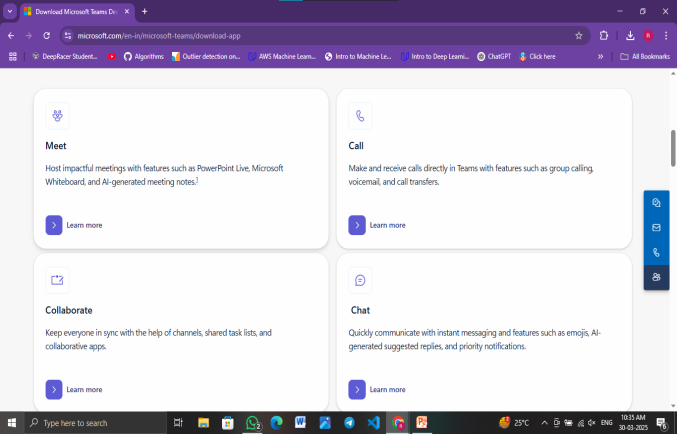 Download Microsoft Teams De
microsoft.com/en-in/microsoft-teams/download-app
DeepRacer Student...
Algorithms
Outlier detection on...
AWS Machine Learn...
Intro to Machine Le...
Intro to Deep Learni...
ChatGPT
Click here
»
All Bookmarks
Meet
Host impactful meetings with features such as PowerPoint Live, Microsoft
Whiteboard, and AI-generated meeting notes.1
Learn more
Call
Make and receive calls directly in Teams with features such as group calling,
voicemail, and call transfers.
Learn more
Collaborate
Keep everyone in sync with the help of channels, shared task lists, and
collaborative apps.
Learn more
Chat
Quickly communicate with instant messaging and features such as emojis, AI-
generated suggested replies, and priority notifications.
Learn more
Type here to search
2
25°C
ENG
10:35 AM
30-03-2025
6